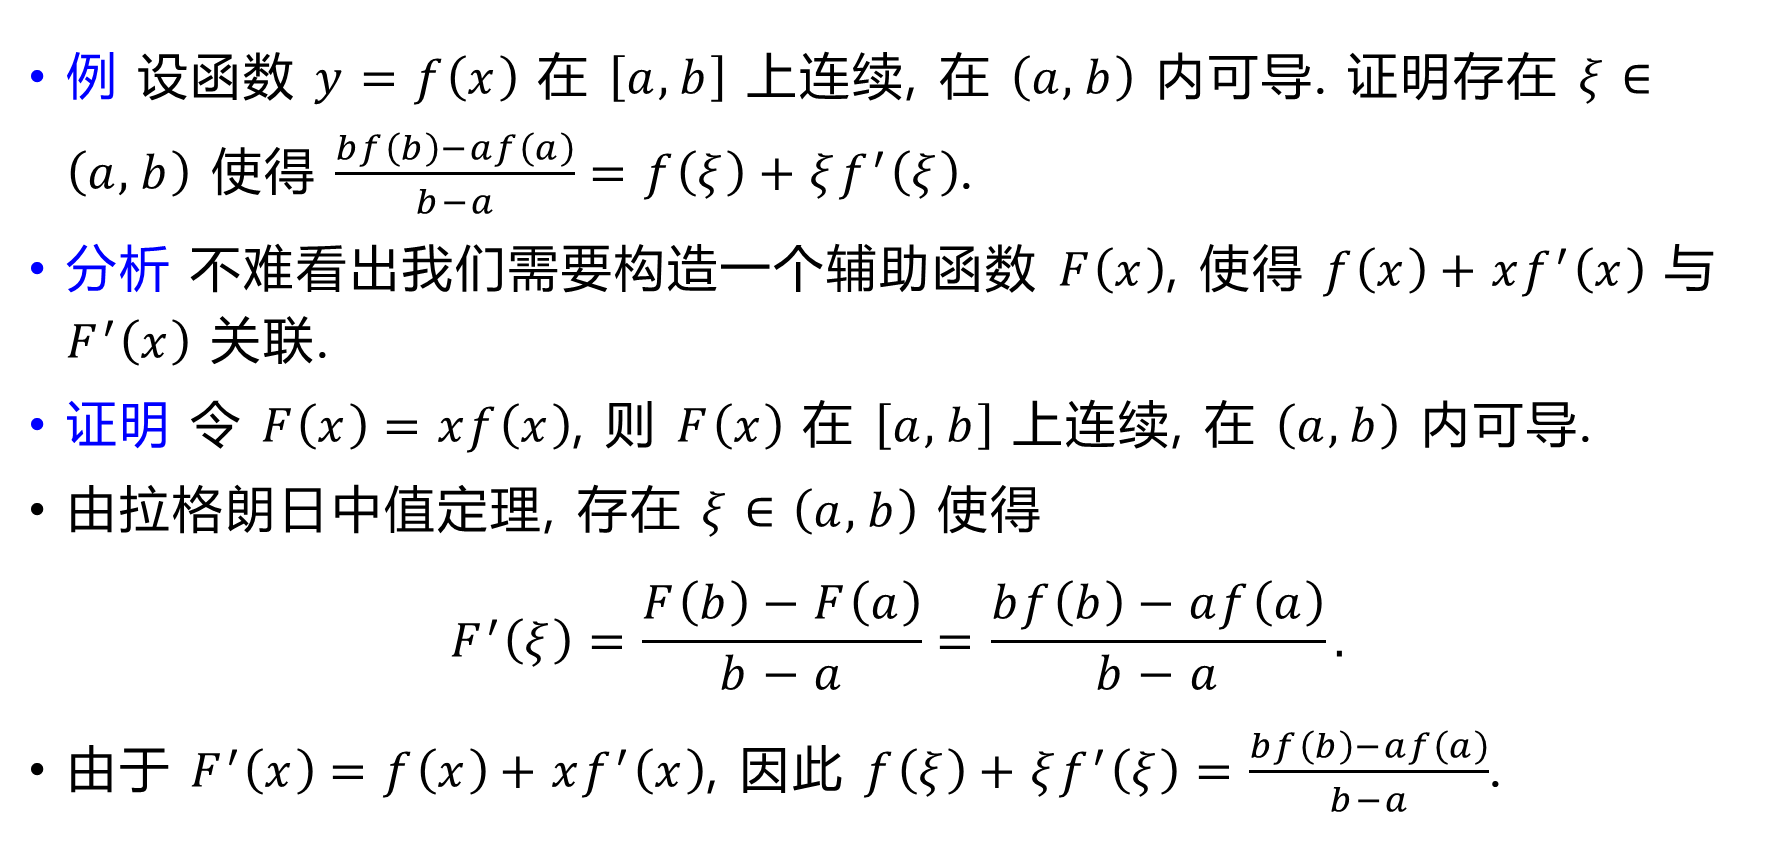 • 例 设函数 y = f(x) 在 [a, b] 上连续, 在 (a, b) 内可导. 证明存在 ξ ∈
(a, b) 使得 \frac{bf(b)-af(a)}{b-a} = f(ξ) + ξf′(ξ).
• 分析 不难看出我们需要构造一个辅助函数 F(x), 使得 f(x) + xf′(x) 与
F′(x) 关联.
• 证明 令 F(x) = xf(x), 则 F(x) 在 [a, b] 上连续, 在 (a, b) 内可导.
• 由拉格朗日中值定理, 存在 ξ ∈ (a, b) 使得
F′(ξ) = \frac{F(b) − F(a)}{b − a} = \frac{bf(b) − af(a)}{b − a}.
• 由于 F′(x) = f(x) + xf′(x), 因此 f(ξ) + ξf′(ξ) = \frac{bf(b)-af(a)}{b-a}.